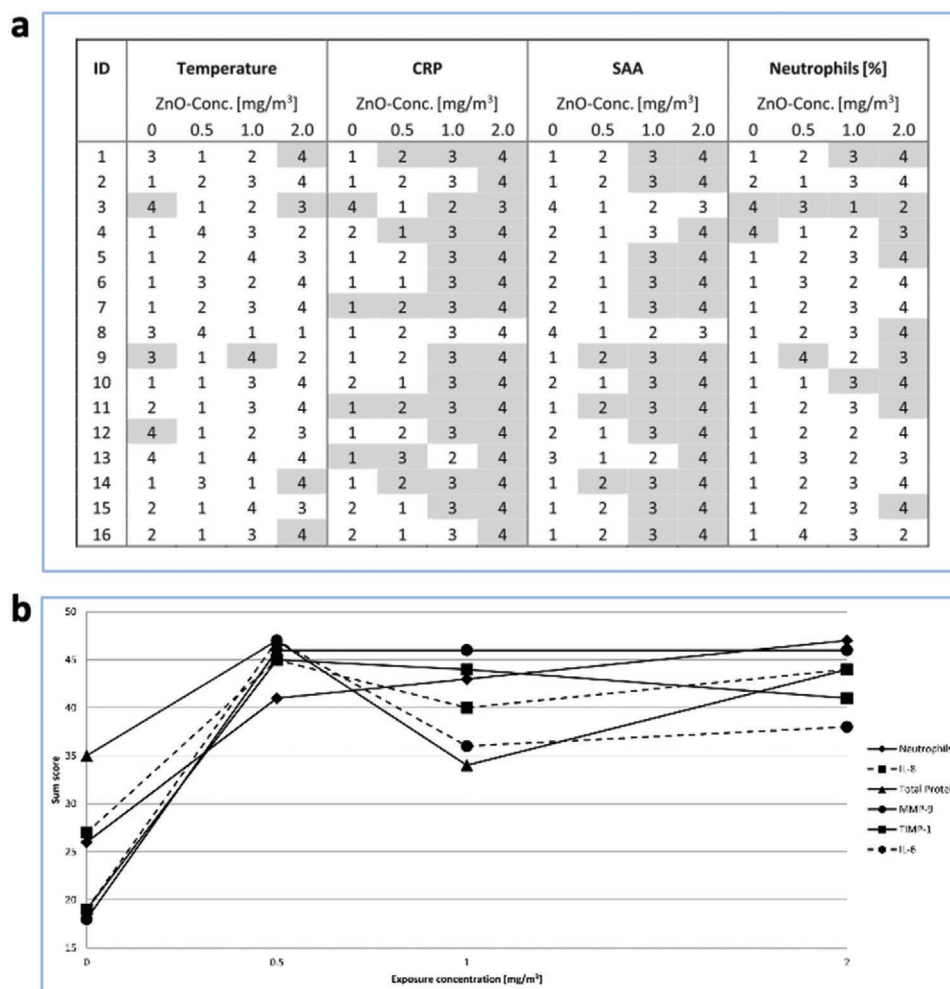 a
ID Temperature CRP SAA Neutrophils [%]
ZnO-Conc. [mg/m³] ZnO-Conc. [mg/m³] ZnO-Conc. [mg/m³] ZnO-Conc. [mg/m³]
0 0.5 1.0 2.0 0 0.5 1.0 2.0 0 0.5 1.0 2.0 0 0.5 1.0 2.0
1 3 1 2 4 1 2 3 4 1 2 3 4 1 2 3 4
2 1 2 3 4 1 2 3 4 1 2 3 4 2 1 3 4
3 4 1 2 3 4 1 2 3 4 1 2 3 4 3 1 2
4 1 4 3 2 2 1 3 4 2 1 3 4 4 1 2 3
5 1 2 4 3 2 1 3 4 2 1 3 4 1 2 3 4
6 1 3 2 4 1 1 3 4 2 1 3 4 1 3 2 4
7 1 2 3 4 1 2 3 4 2 1 3 4 1 2 3 4
8 3 4 1 1 1 2 3 4 4 1 2 3 1 2 3 4
9 3 1 4 2 1 2 3 4 1 2 3 4 1 4 2 3
10 1 1 3 4 2 1 3 4 2 1 3 4 1 1 3 4
11 2 1 3 4 1 2 3 4 1 2 3 4 1 2 3 4
12 4 1 2 3 1 2 3 4 2 1 3 4 1 2 2 4
13 4 1 4 4 1 3 2 4 3 1 2 4 1 3 2 3
14 1 3 1 4 1 2 3 4 1 2 3 4 1 2 3 4
15 2 1 4 3 2 1 3 4 1 2 3 4 1 2 3 4
16 2 1 3 4 2 1 3 4 1 2 3 4 1 4 3 2
b
50
45
40
35
30
25
20
15
Sum score
0 0.5 1 2
Exposure concentration [mg/m³]
Neutrophils
IL-8
Total Protein
MMP-9
TIMP-1
IL-6